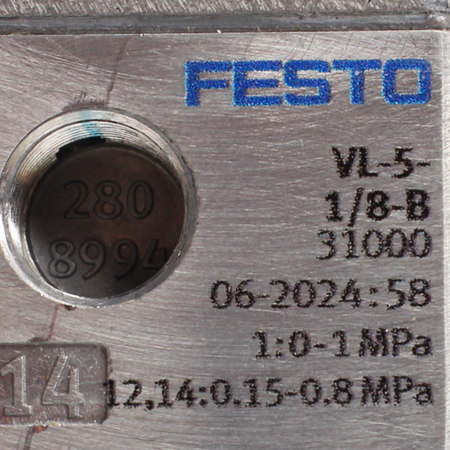 FESTO
VL-5-
1/8-B
31000
06-2024:58
1:0-1 MPa
12,14:0.15-0.8 MPa
280
8994
14